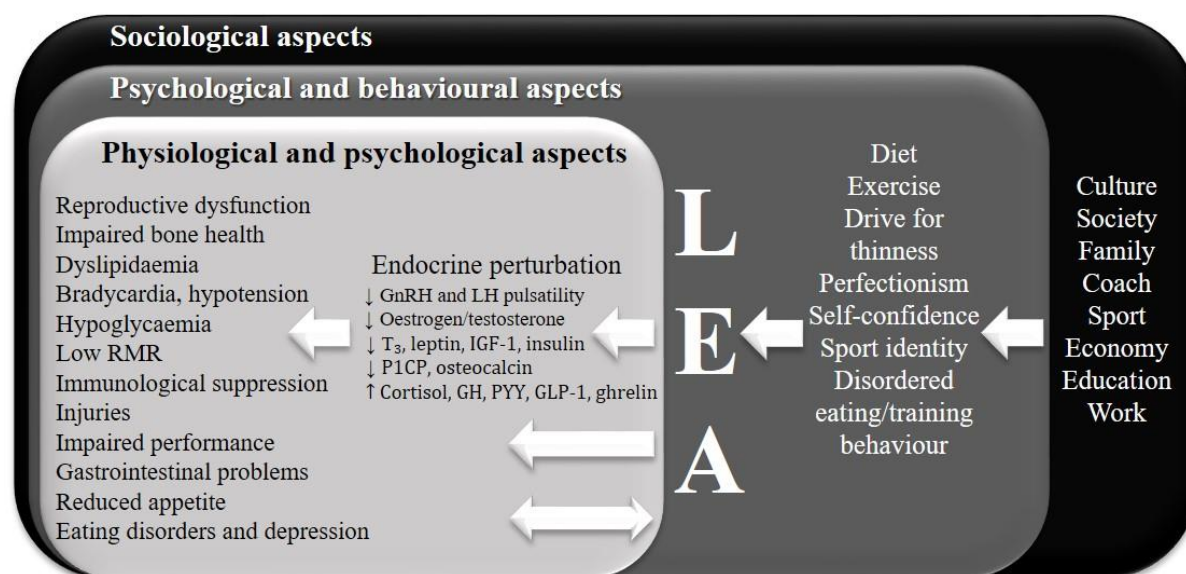 Sociological aspects
Psychological and behavioural aspects
Physiological and psychological aspects
Reproductive dysfunction
Impaired bone health
Dyslipidaemia
Bradycardia, hypotension
Hypoglycaemia
Low RMR
Immunological suppression
Injuries
Impaired performance
Gastrointestinal problems
Reduced appetite
Eating disorders and depression
Endocrine perturbation
↓ GnRH and LH pulsatility
↓ Oestrogen/testosterone
↓ T₃, leptin, IGF-1, insulin
↓ P1CP, osteocalcin
↑ Cortisol, GH, PYY, GLP-1, ghrelin
L
E
A
Diet
Exercise
Drive for
thinness
Perfectionism
Self-confidence
Sport identity
Disordered
eating/training
behaviour
Culture
Society
Family
Coach
Sport
Economy
Education
Work